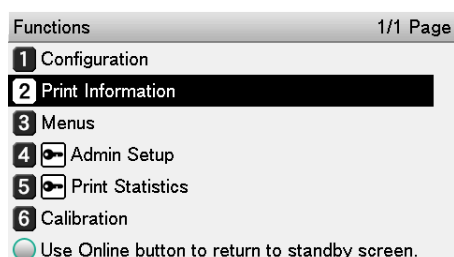 Functions 1/1 Page
1 Configuration
2 Print Information
3 Menus
4 Admin Setup
5 Print Statistics
6 Calibration
Use Online button to return to standby screen.